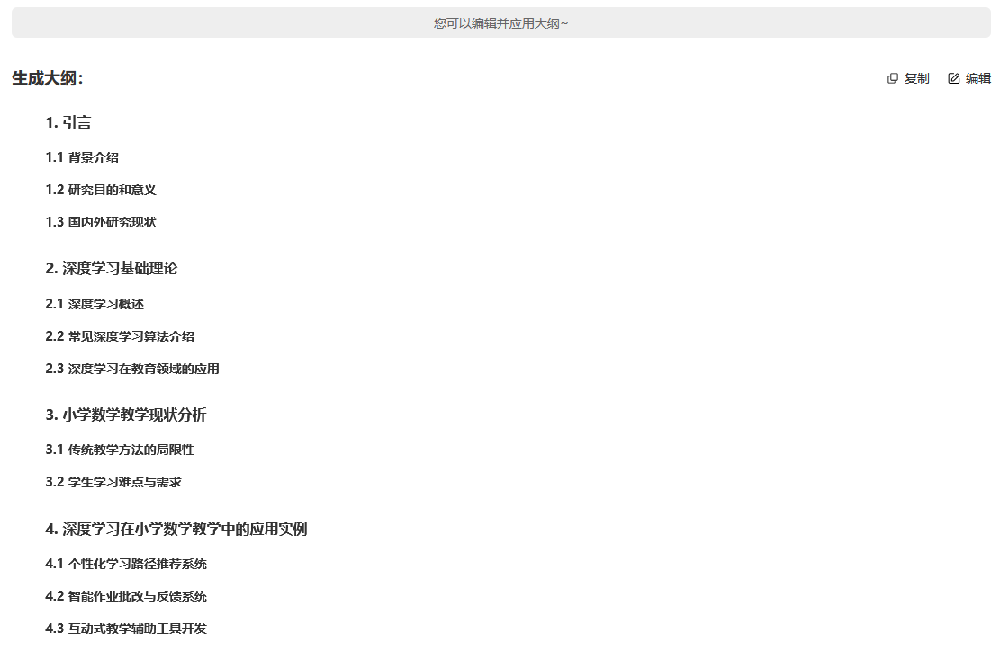 您可以编辑并应用大纲~
生成大纲：
复制 编辑
1. 引言
1.1 背景介绍
1.2 研究目的和意义
1.3 国内外研究现状
2. 深度学习基础理论
2.1 深度学习概述
2.2 常见深度学习算法介绍
2.3 深度学习在教育领域的应用
3. 小学数学教学现状分析
3.1 传统教学方法的局限性
3.2 学生学习难点与需求
4. 深度学习在小学数学教学中的应用实例
4.1 个性化学习路径推荐系统
4.2 智能作业批改与反馈系统
4.3 互动式教学辅助工具开发